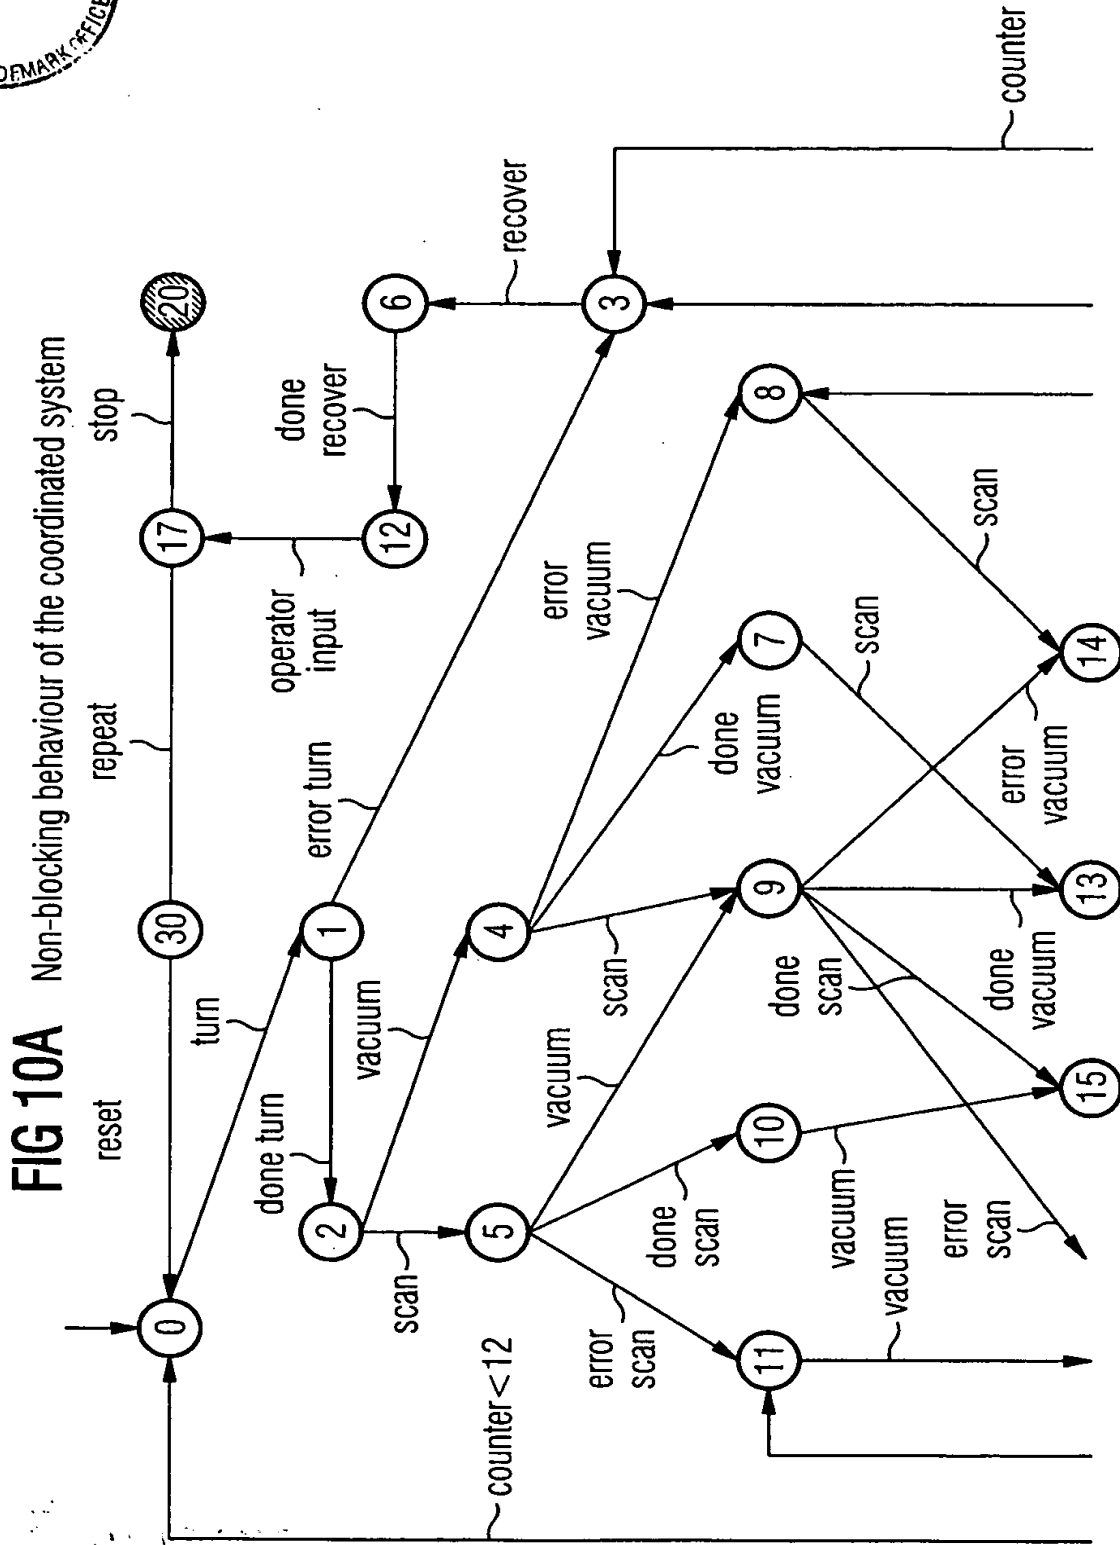 DEMARK OFFICE
FIG 10A
Non-blocking behaviour of the coordinated system
reset
repeat
stop
0
30
17
20
turn
operator
input
done
recover
counter<12
done turn
1
error turn
12
6
2
vacuum
recover
scan
4
error
vacuum
3
counter
5
error
scan
done
scan
vacuum
scan
done
vacuum
11
10
9
7
8
vacuum
vacuum
error
scan
done
scan
done
vacuum
error
vacuum
scan
scan
15
13
14